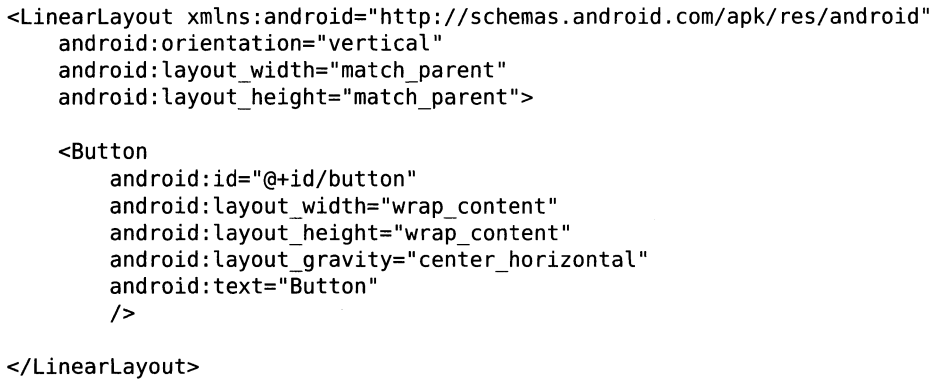 <LinearLayout xmlns:android="http://schemas.android.com/apk/res/android"
    android:orientation="vertical"
    android:layout_width="match_parent"
    android:layout_height="match_parent">

    <Button
        android:id="@+id/button"
        android:layout_width="wrap_content"
        android:layout_height="wrap_content"
        android:layout_gravity="center_horizontal"
        android:text="Button"
        />

</LinearLayout>